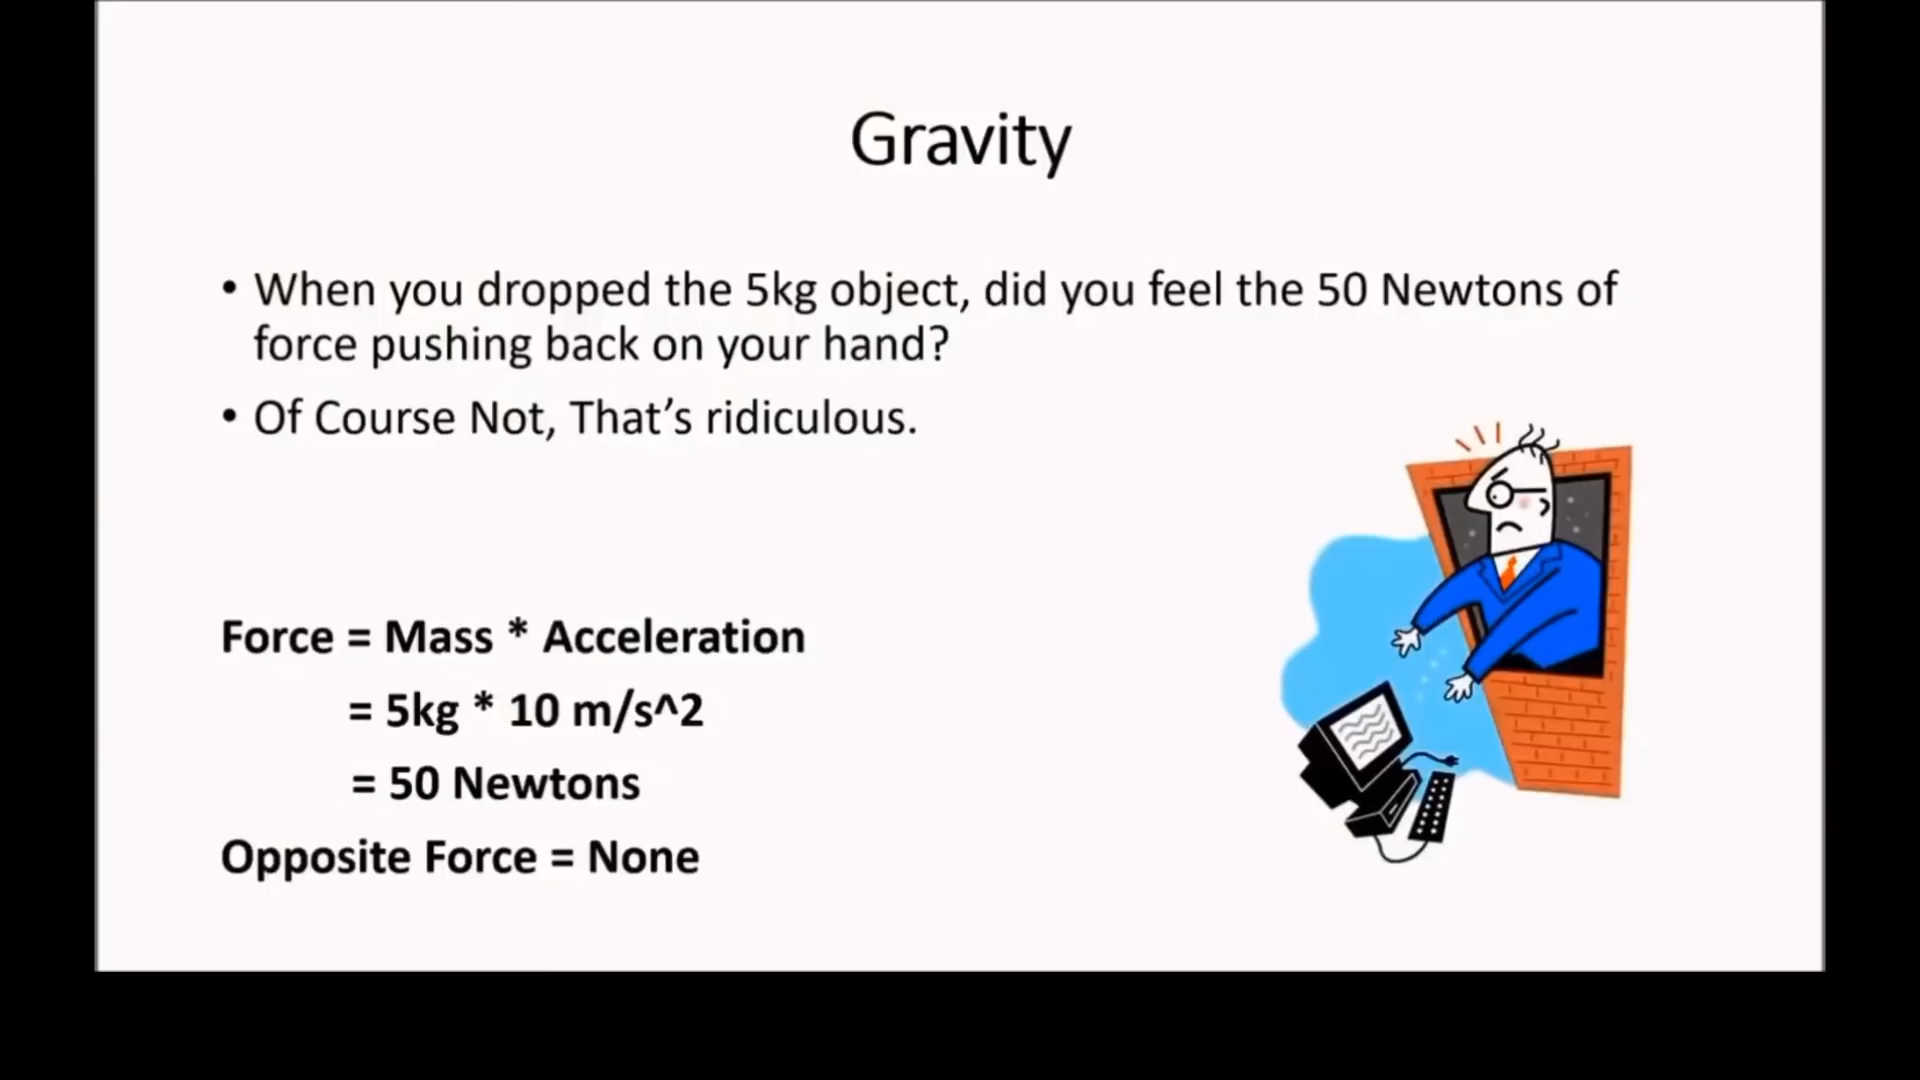 Gravity
• When you dropped the 5kg object, did you feel the 50 Newtons of
force pushing back on your hand?
• Of Course Not, That’s ridiculous.
Force = Mass * Acceleration
= 5kg * 10 m/s^2
= 50 Newtons
Opposite Force = None